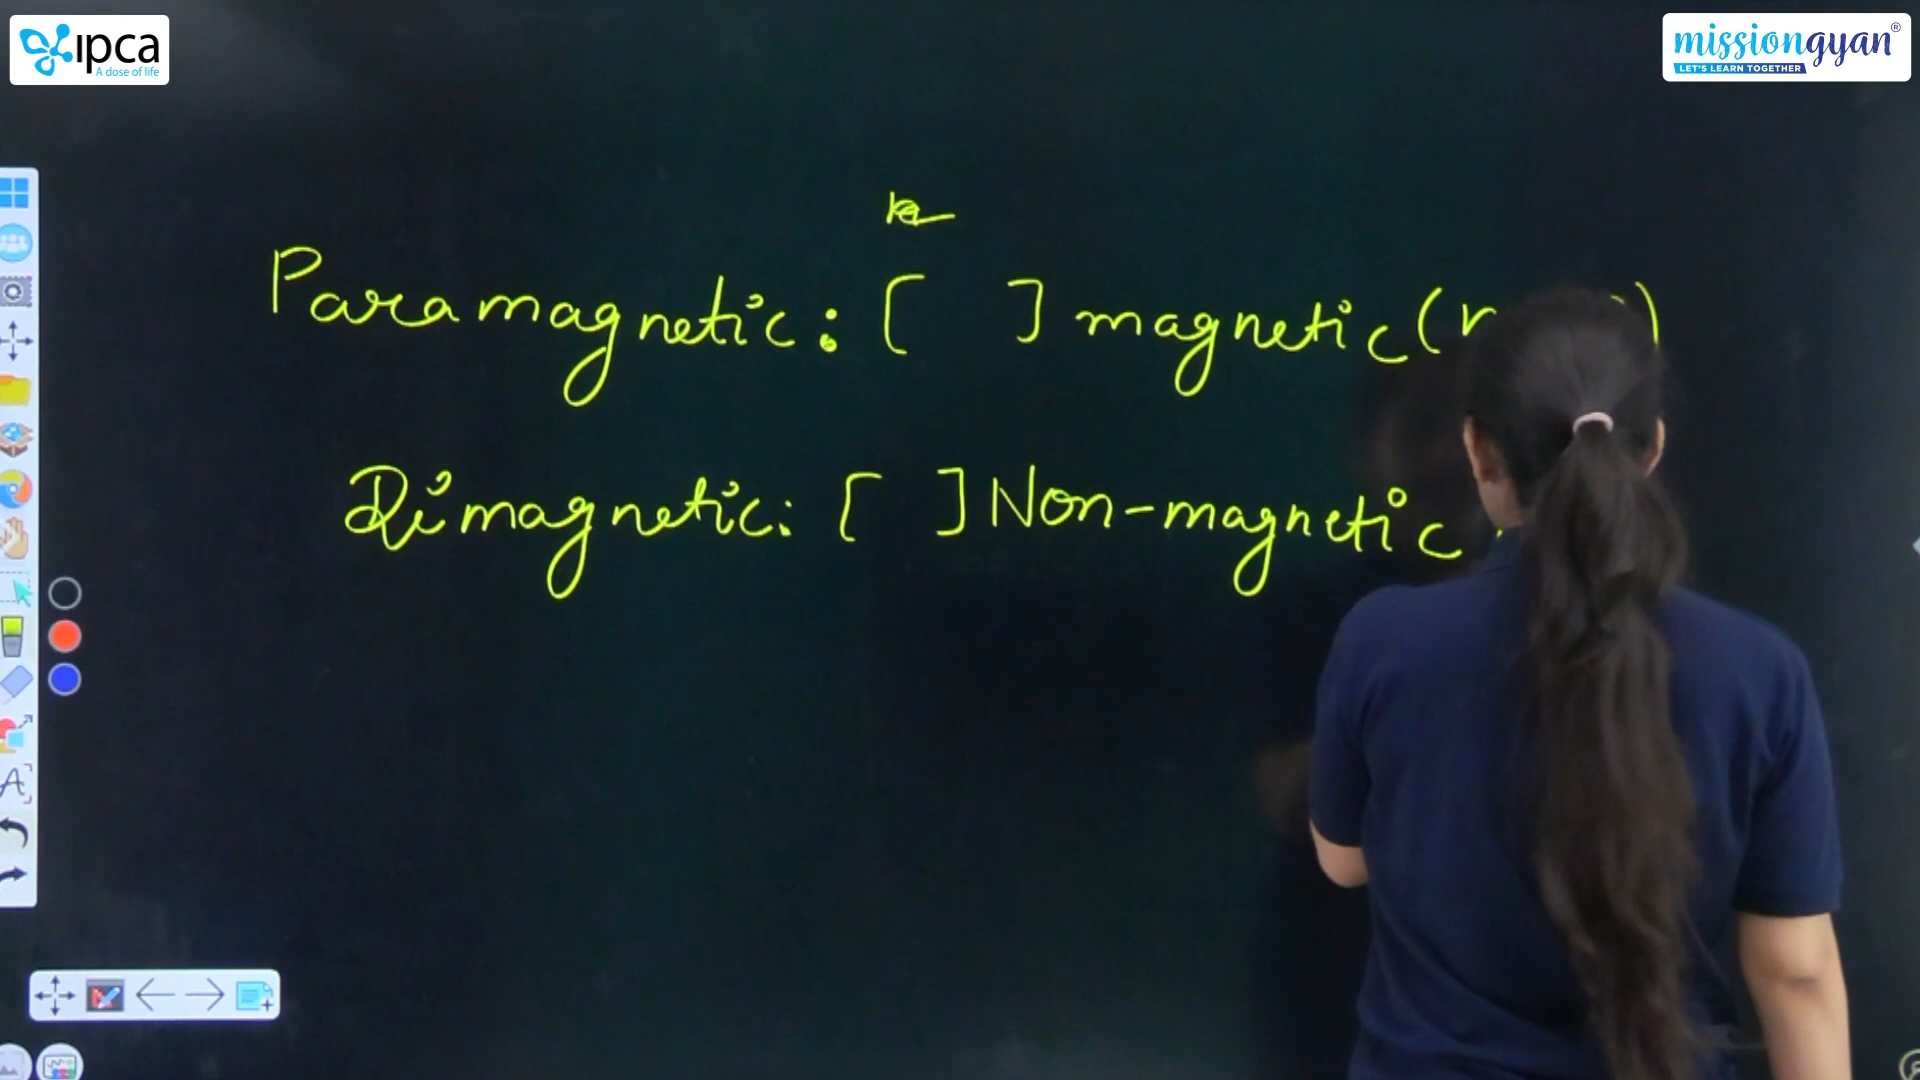 ipca
A dose of life
missiongyan®
LET'S LEARN TOGETHER
Paramagnetic: [ ] magnetic (
Dimagnetic: [ ] Non-magnetic